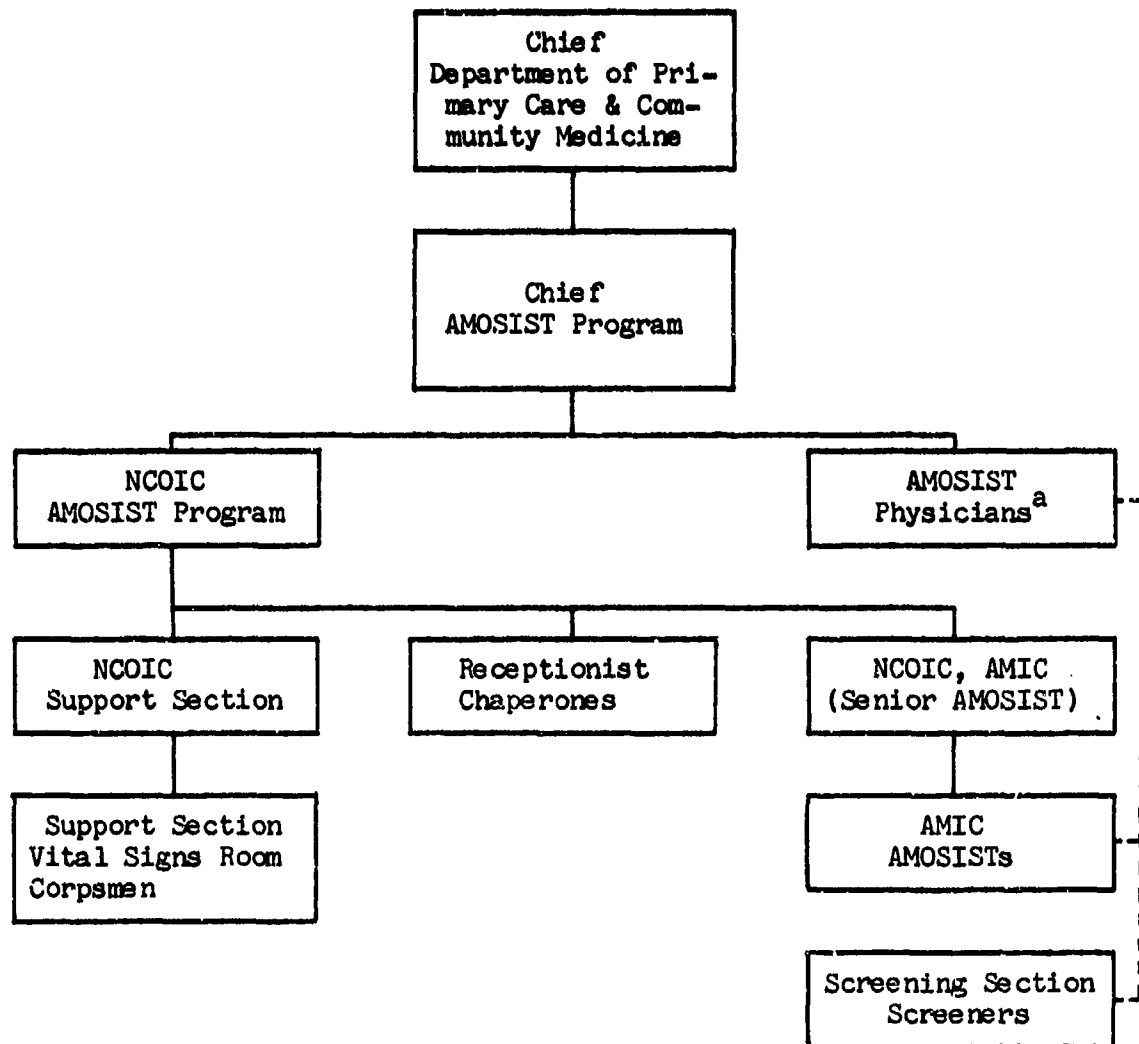 Chief
Department of Pri-
mary Care & Com-
munity Medicine
Chief
AMOSIST Program
NCOIC
AMOSIST Program
AMOSIST
Physicians a
NCOIC
Support Section
Receptionist
Chaperones
NCOIC, AMIC
(Senior AMOSIST)
Support Section
Vital Signs Room
Corpsmen
AMIC
AMOSISTs
Screening Section
Screeners